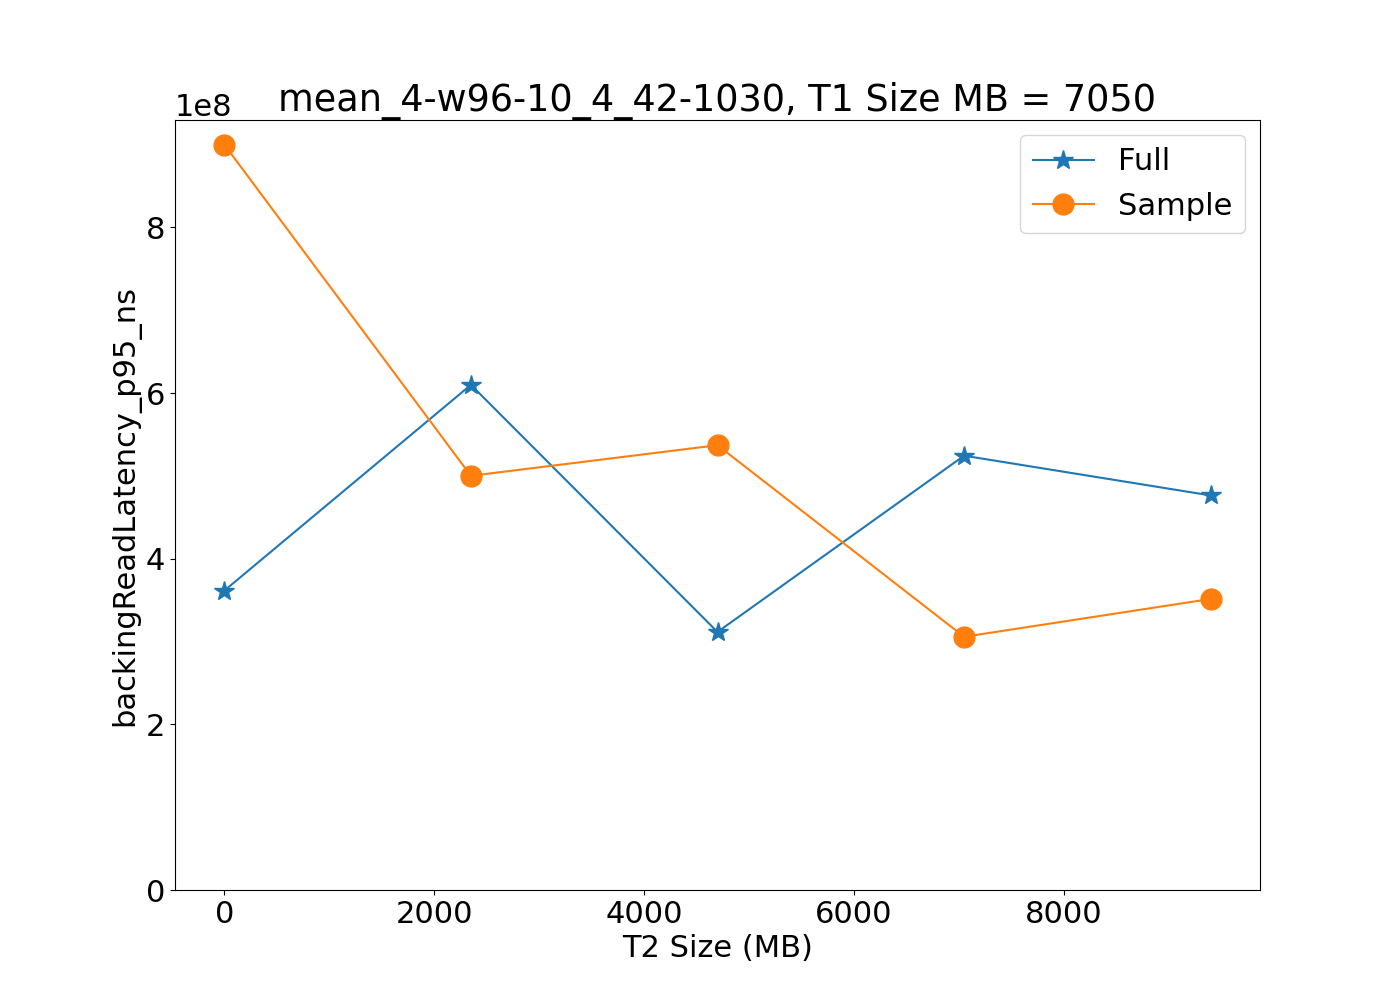 mean_4-w96-10_4_42-1030, T1 Size MB = 7050
1e8
Full
Sample
8
6
4
2
0
backingReadLatency_p95_ns
0 2000 4000 6000 8000
T2 Size (MB)